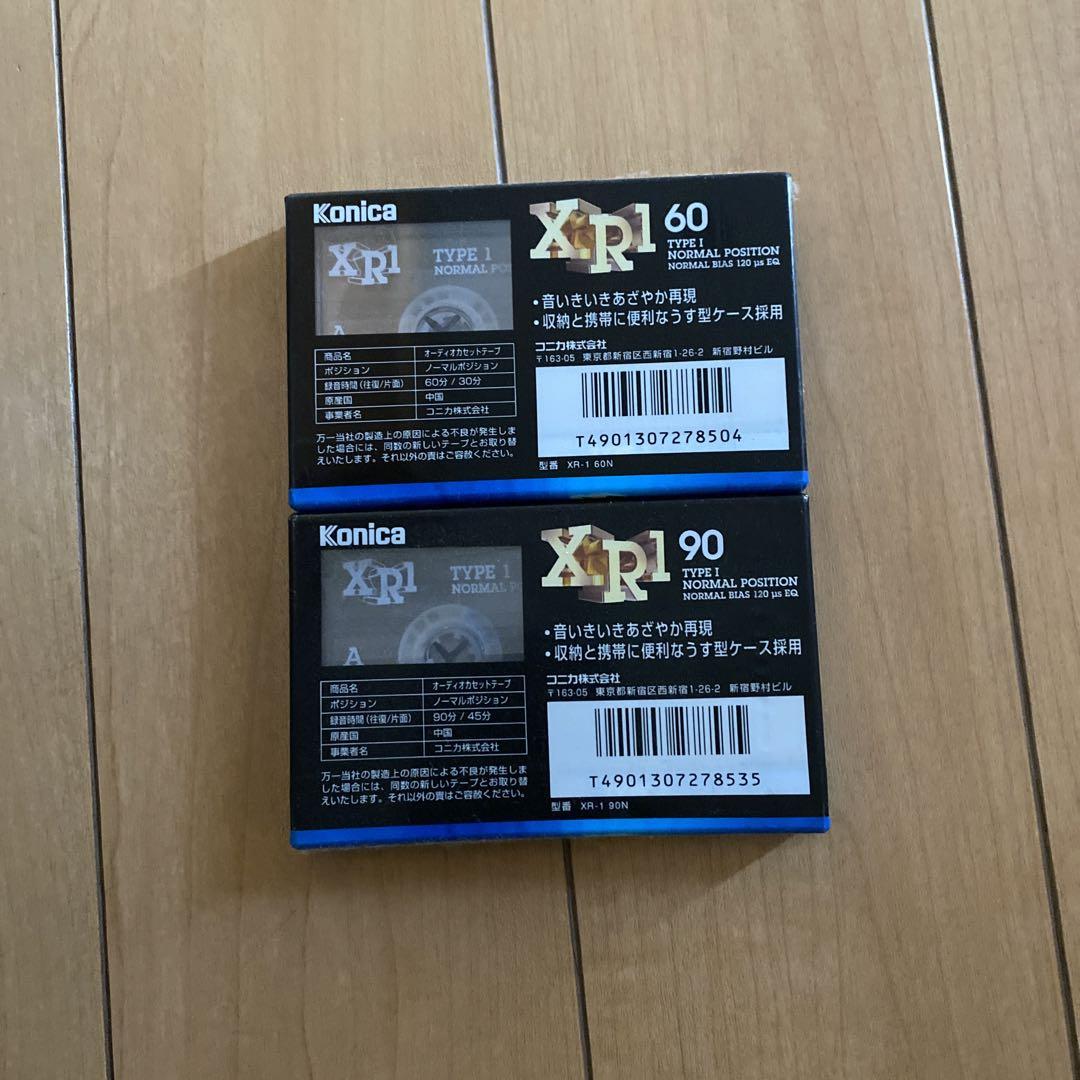 Konica
XR1
TYPE 1
NORMAL PO
A
商品名 オーディオカセットテープ
ポジション ノーマルポジション
録音時間(往復/片面) 60分/30分
原産国 中国
事業者名 コニカ株式会社
万一当社の製造上の原因による不良が発生しま
した場合には、同数の新しいテープとお取り替
えいたします。それ以外の責はご容赦ください。
XR1 60
TYPE I
NORMAL POSITION
NORMAL BIAS 120 μs EQ
・音いきいきあざやか再現
・収納と携帯に便利なうす型ケース採用
コニカ株式会社
〒163-05 東京都新宿区西新宿1-26-2 新宿野村ビル
T4901307278504
型番 XR-1 60N
Konica
XR1
TYPE 1
NORMAL P
A
商品名 オーディオカセットテープ
ポジション ノーマルポジション
録音時間(往復/片面) 90分/45分
原産国 中国
事業者名 コニカ株式会社
万一当社の製造上の原因による不良が発生しま
した場合には、同数の新しいテープとお取り替
えいたします。それ以外の責はご容赦ください。
XR1 90
TYPE I
NORMAL POSITION
NORMAL BIAS 120 μs EQ
・音いきいきあざやか再現
・収納と携帯に便利なうす型ケース採用
コニカ株式会社
〒163-05 東京都新宿区西新宿1-26-2 新宿野村ビル
T4901307278535
型番 XR-1 90N